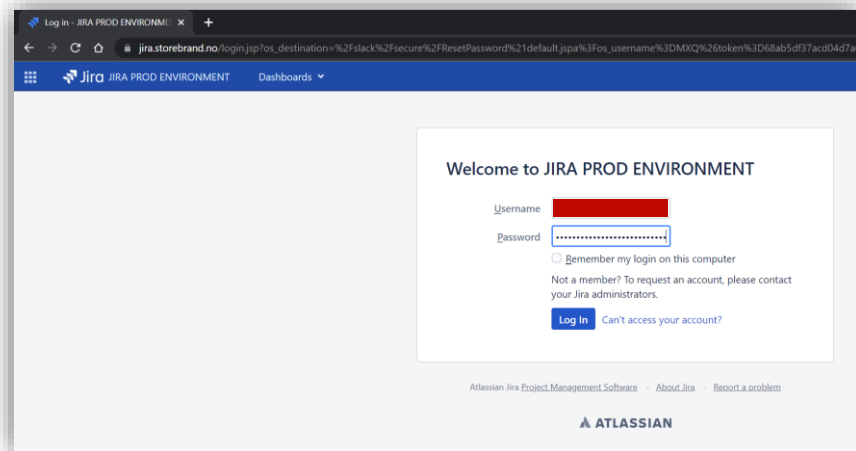 Log in - JIRA PROD ENVIRONME
jira.storebrand.no/login.jsp?os_destination=%2Fslack%2Fsecure%2FResetPassword%21default.jspa%3Fos_username%3DMXQ%26token%3D68ab5df37acd04d7a
Jira JIRA PROD ENVIRONMENT Dashboards
Welcome to JIRA PROD ENVIRONMENT
Username
Password
Remember my login on this computer
Not a member? To request an account, please contact
your Jira administrators.
Log In Can't access your account?
Atlassian Jira Project Management Software · About Jira · Report a problem
ATLASSIAN